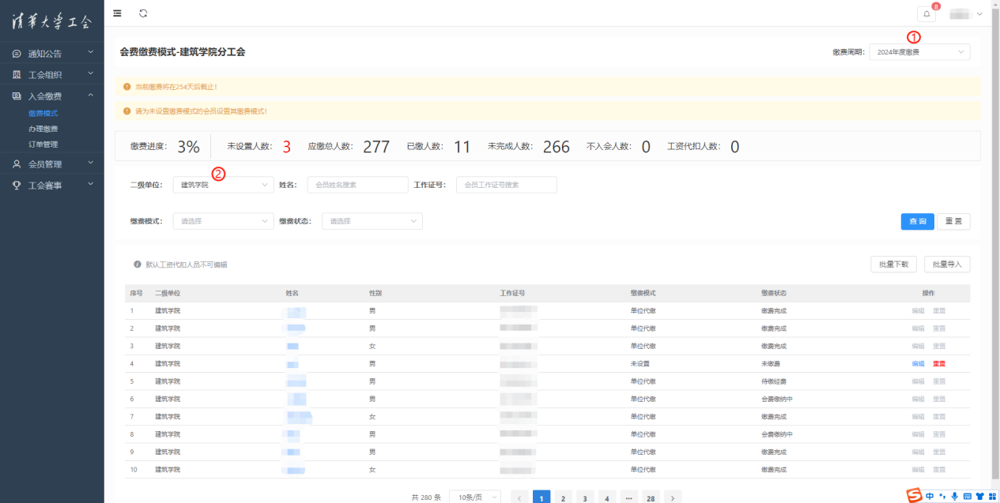 清华大学工会
8
通知公告
工会组织
入会缴费
缴费模式
办理缴费
订单管理
会员管理
工会赛事
会费缴费模式-建筑学院分工会
①
缴费周期： 2024年度缴费
当前缴费将在254天后截止！
请为未设置缴费模式的会员设置其缴费模式！
缴费进度： 3% 未设置人数： 3 应缴总人数： 277 已缴人数： 11 未完成人数： 266 不入会人数： 0 工资代扣人数： 0
②
二级单位： 建筑学院 姓名： 会员姓名搜索 工作证号： 会员工作证号搜索
缴费模式： 请选择 缴费状态： 请选择 查询 重置
默认工资代扣人员不可编辑 批量下载 批量导入
序号 二级单位 姓名 性别 工作证号 缴费模式 缴费状态 操作
1 建筑学院 男 单位代缴 缴费完成 编辑 重置
2 建筑学院 男 单位代缴 缴费完成 编辑 重置
3 建筑学院 女 单位代缴 缴费完成 编辑 重置
4 建筑学院 男 未设置 未缴费 编辑 重置
5 建筑学院 男 单位代缴 待缴经费 编辑 重置
6 建筑学院 男 单位代缴 会费缴纳中 编辑 重置
7 建筑学院 女 单位代缴 缴费完成 编辑 重置
8 建筑学院 男 单位代缴 会费缴纳中 编辑 重置
9 建筑学院 男 单位代缴 缴费完成 编辑 重置
10 建筑学院 女 单位代缴 缴费完成 编辑 重置
共 280 条 10条/页 < 1 2 3 4 ... 28 >
中